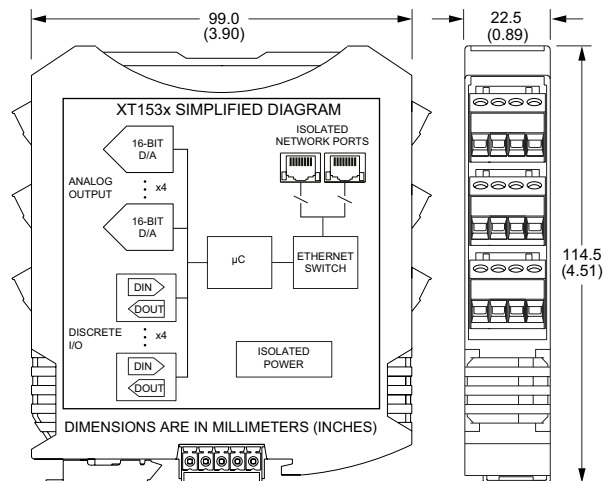 99.0
(3.90)
22.5
(0.89)
XT153x SIMPLIFIED DIAGRAM
16-BIT
D/A
ANALOG
OUTPUT
x4
16-BIT
D/A
ISOLATED
NETWORK PORTS
µC
ETHERNET
SWITCH
DIN
DOUT
DISCRETE
I/O
x4
DIN
DOUT
ISOLATED
POWER
DIMENSIONS ARE IN MILLIMETERS (INCHES)
114.5
(4.51)